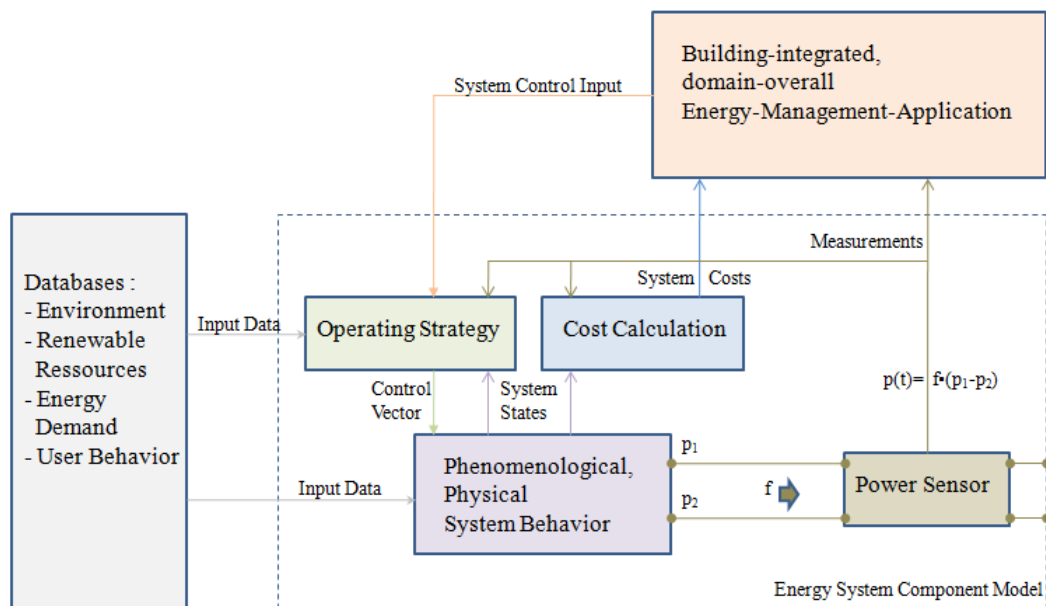 Building-integrated,
domain-overall
Energy-Management-Application
System Control Input
Measurements
System Costs
Databases :
- Environment
- Renewable
Ressources
- Energy
Demand
- User Behavior
Input Data
Operating Strategy
Cost Calculation
p(t)= f•(p₁-p₂)
Control
Vector
System
States
Phenomenological,
Physical
System Behavior
Input Data
p₁
p₂
f
Power Sensor
Energy System Component Model